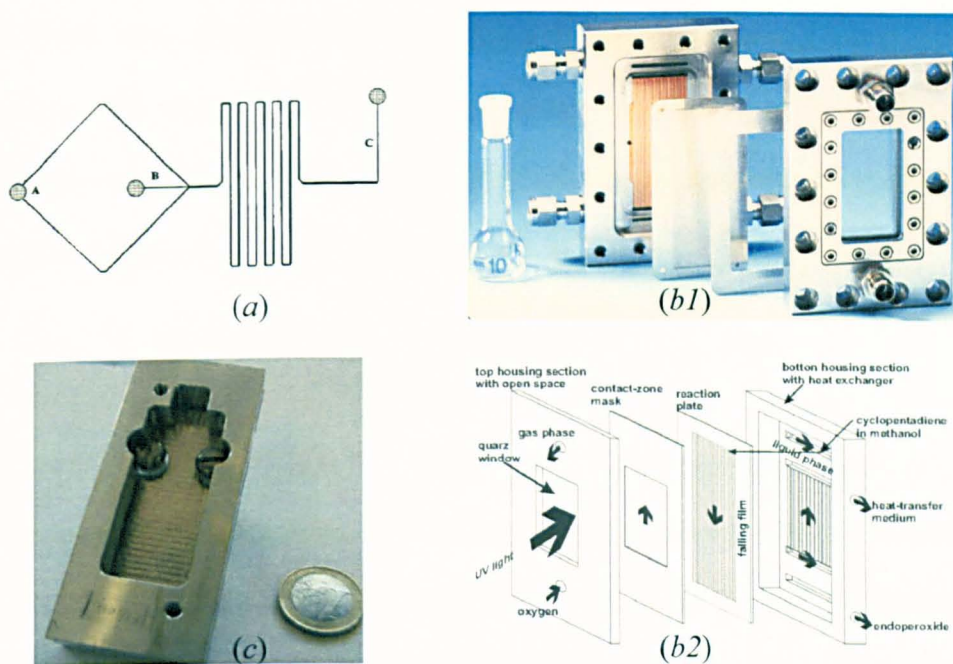 A
B
C
(a)
10
(b1)
(c)
top housing section
with open space
contact-zone
mask
reaction
plate
botton housing section
with heat exchanger
cyclopentadiene
in methanol
gas phase
quarz
window
liquid phase
UV light
falling film
heat-transfer
medium
oxygen
endoperoxide
(b2)